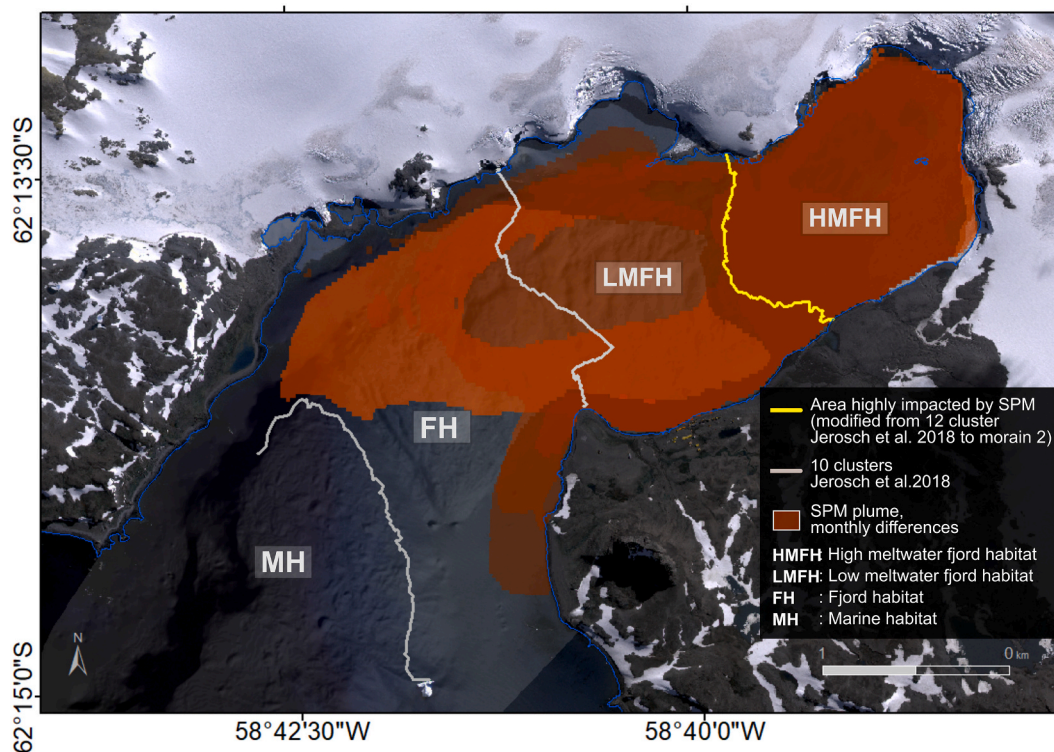 62°13'30"S
HMFH
LMFH
FH
MH
Area highly impacted by SPM
(modified from 12 cluster
Jerosch et al. 2018 to morain 2)
10 clusters
Jerosch et al.2018
SPM plume,
monthly differences
HMFH: High meltwater fjord habitat
LMFH: Low meltwater fjord habitat
FH : Fjord habitat
MH : Marine habitat
N
1 0 km
62°15'0"S
58°42'30"W 58°40'0"W